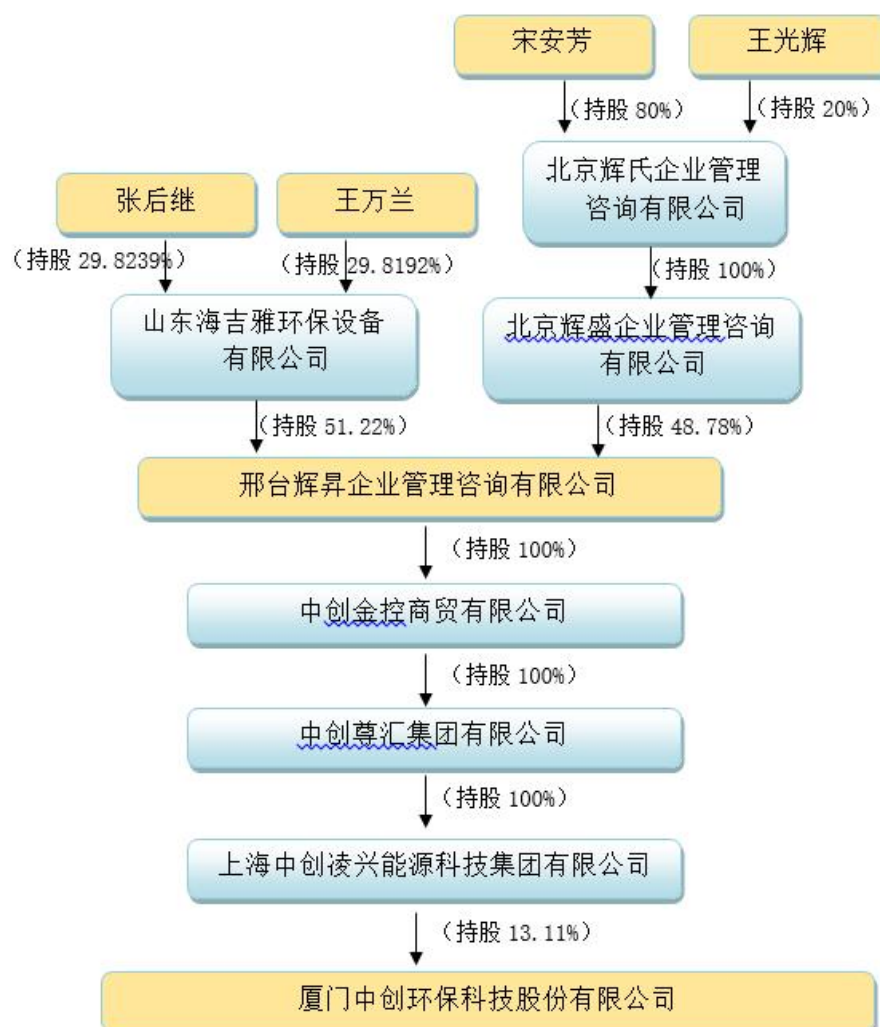 宋安芳
王光辉
（持股 80%）
（持股 20%）
北京辉氏企业管理
咨询有限公司
张后继
王万兰
（持股 29.8239%）
（持股 29.8192%）
（持股 100%）
山东海吉雅环保设备
有限公司
北京辉盛企业管理咨询
有限公司
（持股 51.22%）
（持股 48.78%）
邢台辉昇企业管理咨询有限公司
（持股 100%）
中创金控商贸有限公司
（持股 100%）
中创尊汇集团有限公司
（持股 100%）
上海中创凌兴能源科技集团有限公司
（持股 13.11%）
厦门中创环保科技股份有限公司